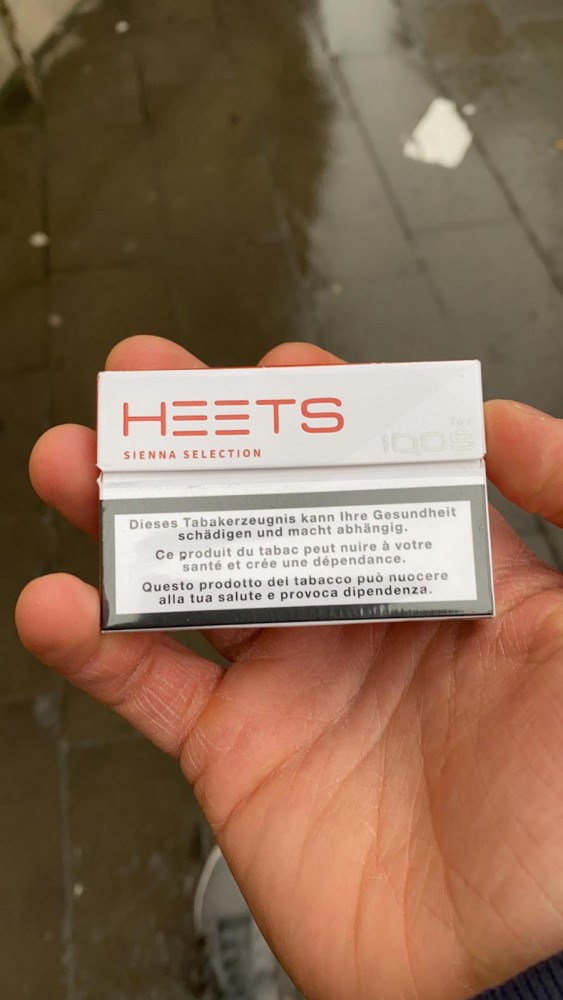 HEETS
SIENNA SELECTION
IQOS
Dieses Tabakerzeugnis kann Ihre Gesundheit
schädigen und macht abhängig.
Ce produit du tabac peut nuire à votre
santé et crée une dépendance.
Questo prodotto del tabacco può nuocere
alla tua salute e provoca dipendenza.